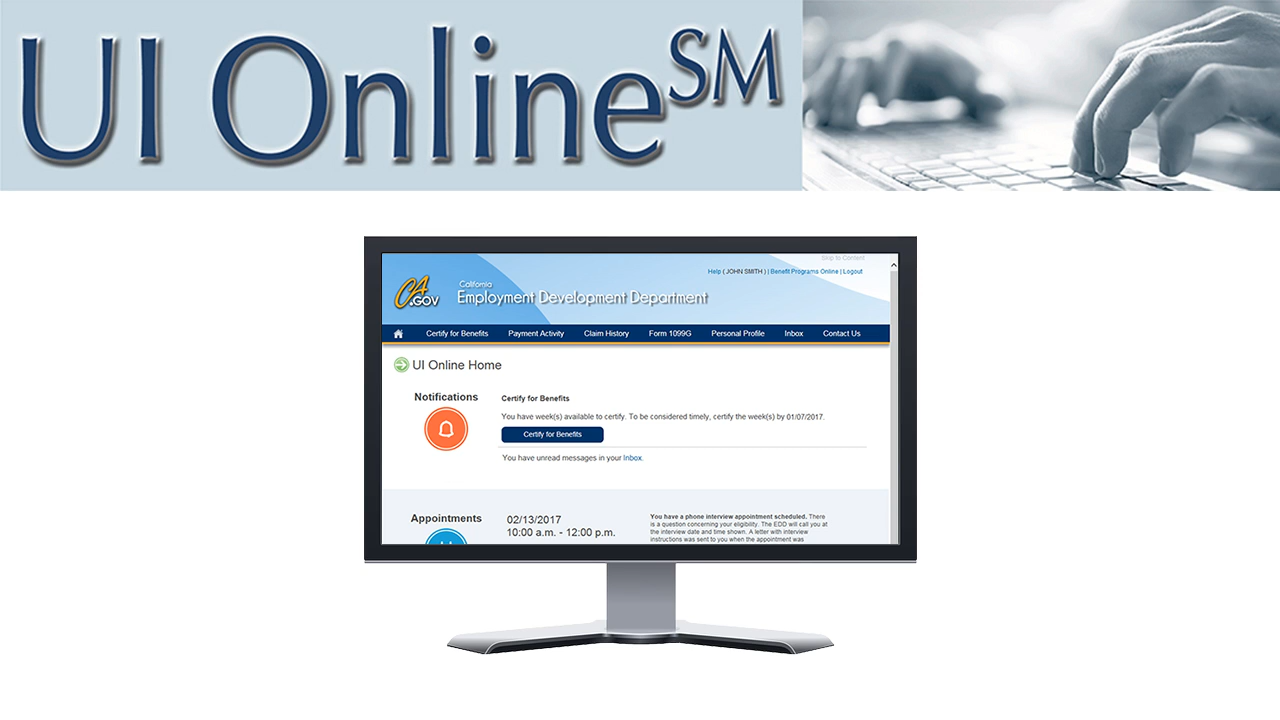 UI Online SM
Skip to Content
Help ( JOHN SMITH ) | Benefit Programs Online | Logout
CA.GOV
California
Employment Development Department
Certify for Benefits Payment Activity Claim History Form 1099G Personal Profile Inbox Contact Us
UI Online Home
Notifications
Certify for Benefits
You have week(s) available to certify. To be considered timely, certify the week(s) by 01/07/2017.
Certify for Benefits
You have unread messages in your Inbox.
Appointments
02/13/2017
10:00 a.m. - 12:00 p.m.
You have a phone interview appointment scheduled. There
is a question concerning your eligibility. The EDD will call you at
the interview date and time shown. A letter with interview
instructions was sent to you when the appointment was